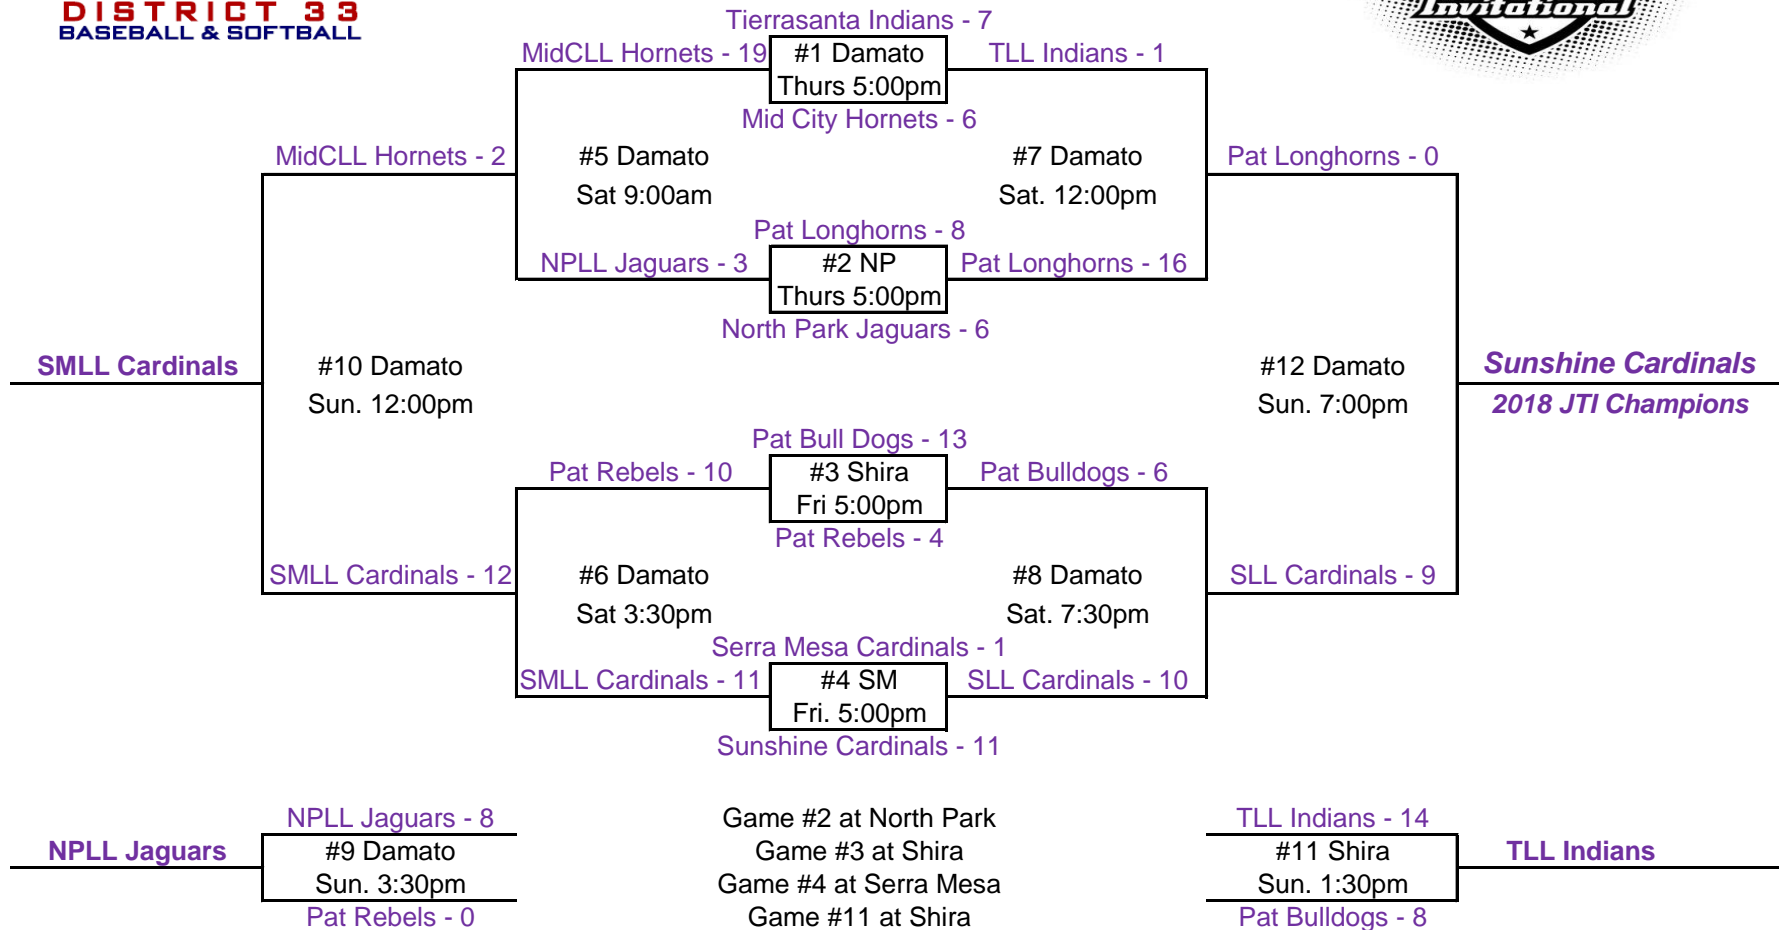 DISTRICT 33
BASEBALL & SOFTBALL
Invitational
Tierrasanta Indians - 7
MidCLL Hornets - 19
#1 Damato
TLL Indians - 1
Thurs 5:00pm
Mid City Hornets - 6
MidCLL Hornets - 2
#5 Damato
#7 Damato
Pat Longhorns - 0
Sat 9:00am
Sat. 12:00pm
Pat Longhorns - 8
NPLL Jaguars - 3
#2 NP
Pat Longhorns - 16
Thurs 5:00pm
North Park Jaguars - 6
SMLL Cardinals
#10 Damato
#12 Damato
Sunshine Cardinals
Sun. 12:00pm
Sun. 7:00pm
2018 JTI Champions
Pat Bull Dogs - 13
Pat Rebels - 10
#3 Shira
Pat Bulldogs - 6
Fri 5:00pm
Pat Rebels - 4
SMLL Cardinals - 12
#6 Damato
#8 Damato
SLL Cardinals - 9
Sat 3:30pm
Sat. 7:30pm
Serra Mesa Cardinals - 1
SMLL Cardinals - 11
#4 SM
SLL Cardinals - 10
Fri. 5:00pm
Sunshine Cardinals - 11
NPLL Jaguars - 8
Game #2 at North Park
TLL Indians - 14
NPLL Jaguars
#9 Damato
Game #3 at Shira
#11 Shira
TLL Indians
Sun. 3:30pm
Game #4 at Serra Mesa
Sun. 1:30pm
Pat Rebels - 0
Game #11 at Shira
Pat Bulldogs - 8